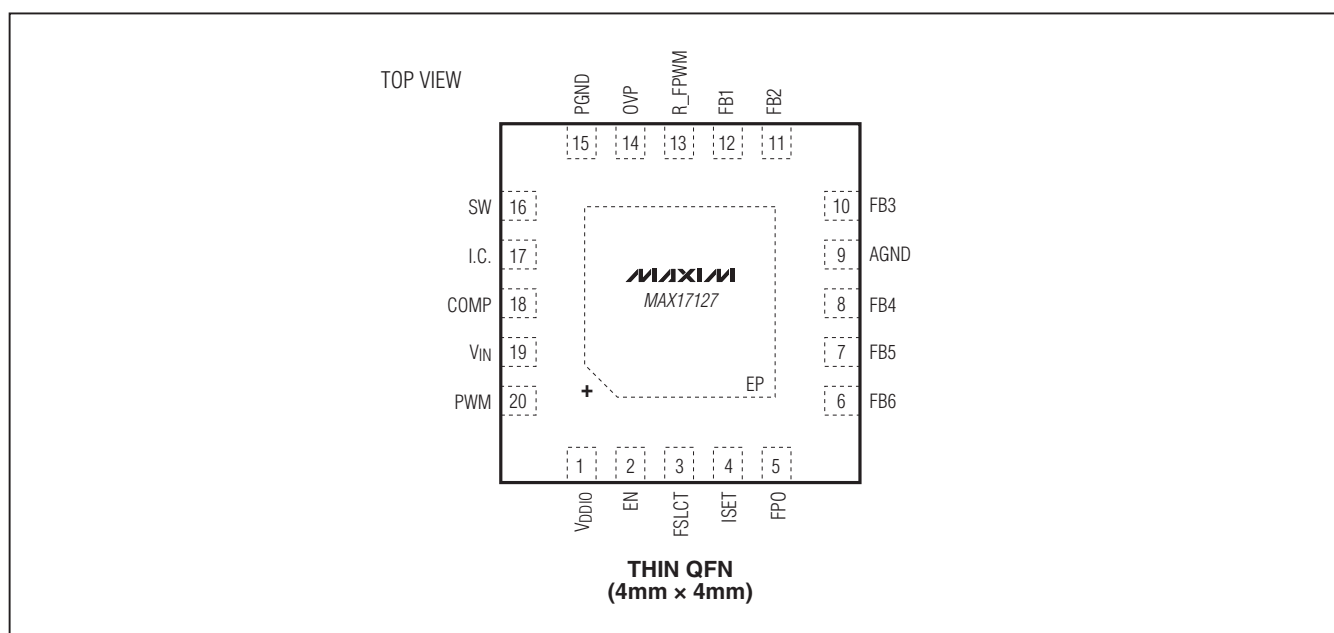 TOP VIEW
PGND
OVP
R_FPWM
FB1
FB2
15
14
13
12
11
SW 16
10 FB3
I.C. 17
9 AGND
COMP 18
8 FB4
VIN 19
7 FB5
PWM 20
6 FB6
MAXIM
MAX17127
EP
+
1
2
3
4
5
VDDIO
EN
FSLCT
ISET
FPO
THIN QFN
(4mm × 4mm)